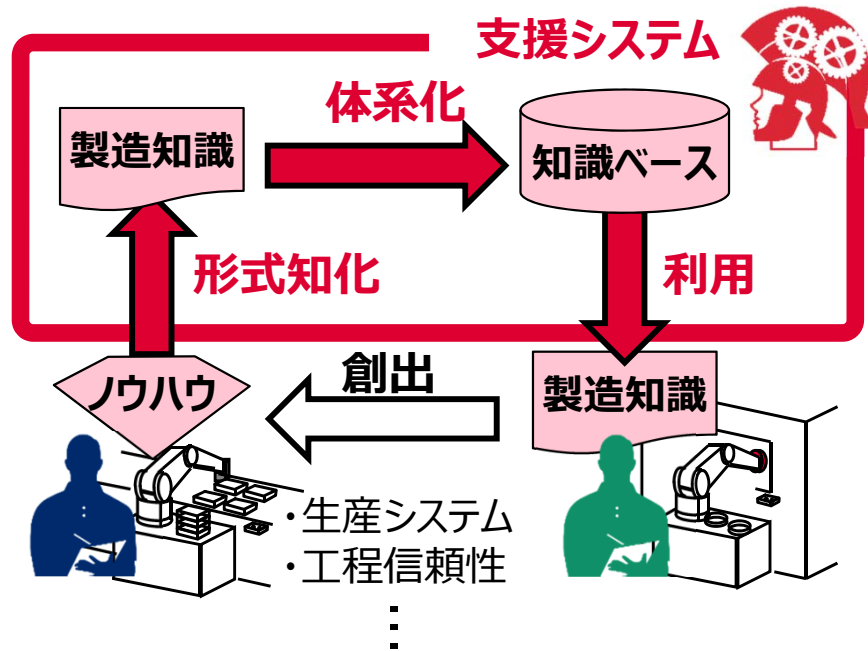 支援システム
体系化
製造知識
知識ベース
形式知化
利用
ノウハウ
創出
製造知識
・生産システム
・工程信頼性